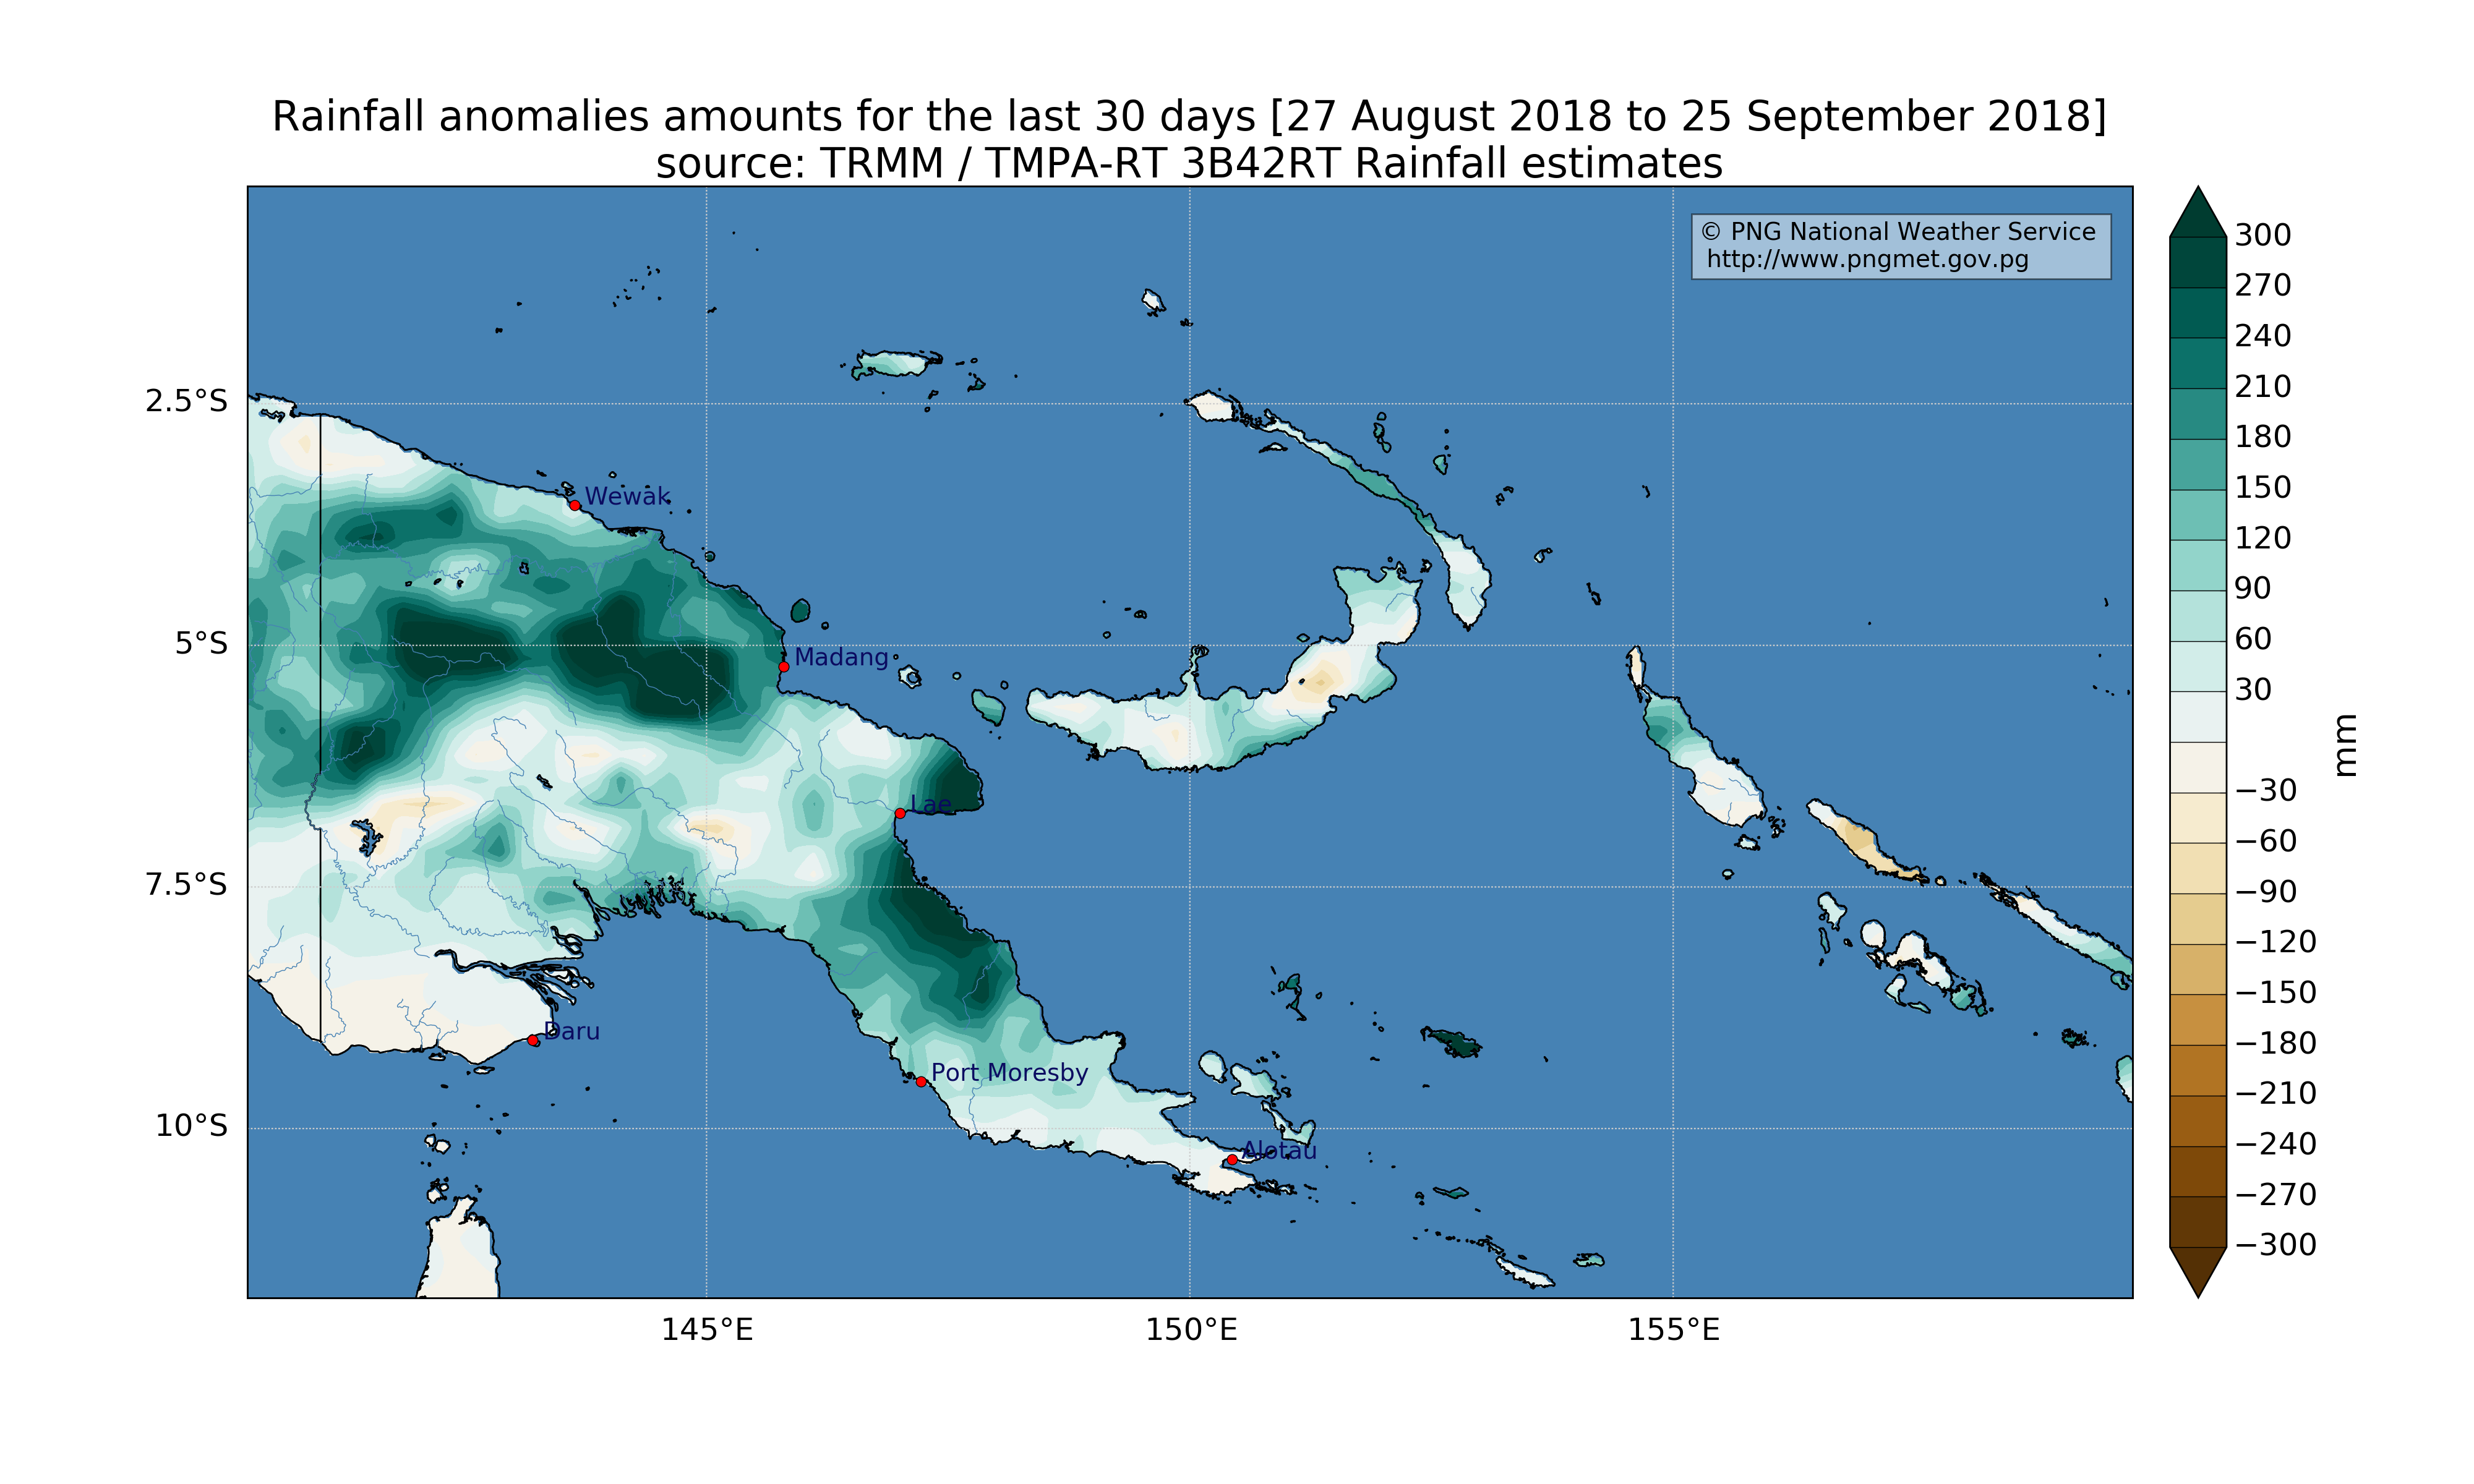 Rainfall anomalies amounts for the last 30 days [27 August 2018 to 25 September 2018]
source: TRMM / TMPA-RT 3B42RT Rainfall estimates
© PNG National Weather Service
http://www.pngmet.gov.pg
2.5°S
5°S
7.5°S
10°S
145°E
150°E
155°E
Wewak
Madang
Lae
Daru
Port Moresby
Alotau
300
270
240
210
180
150
120
90
60
30
−30
−60
−90
−120
−150
−180
−210
−240
−270
−300
mm